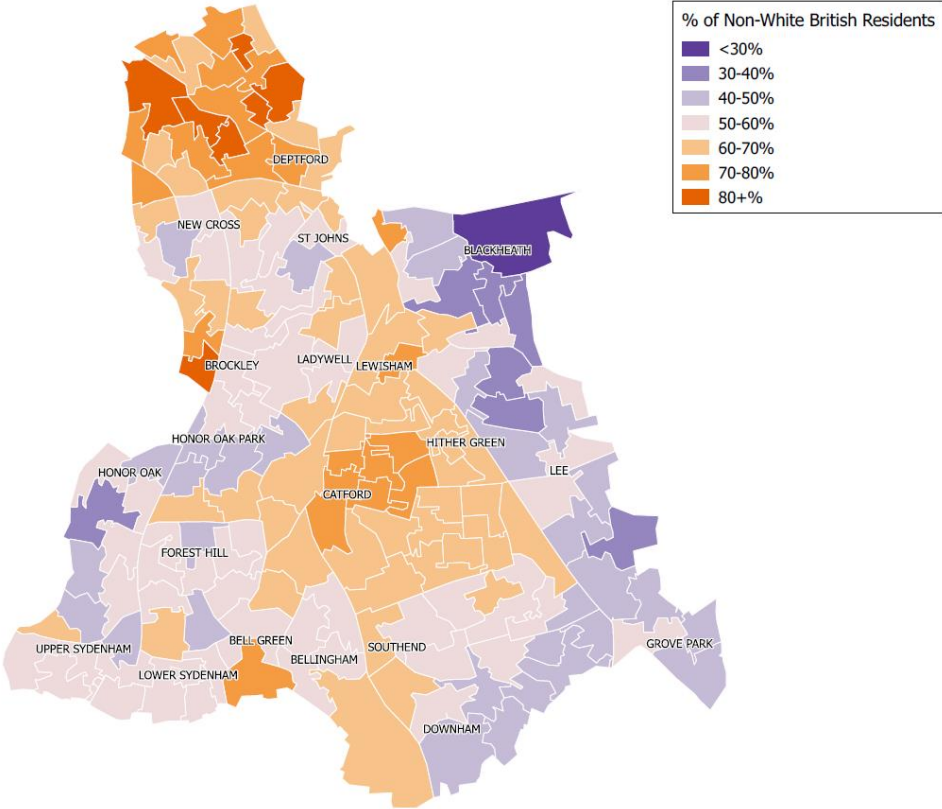 % of Non-White British Residents
<30%
30-40%
40-50%
50-60%
60-70%
70-80%
80+%
DEPTFORD
NEW CROSS
ST JOHNS
BLACKHEATH
BROCKLEY
LADYWELL
LEWISHAM
HONOR OAK PARK
HITHER GREEN
HONOR OAK
LEE
CATFORD
FOREST HILL
BELL GREEN
UPPER SYDENHAM
SOUTHEND
GROVE PARK
BELLINGHAM
LOWER SYDENHAM
DOWNHAM